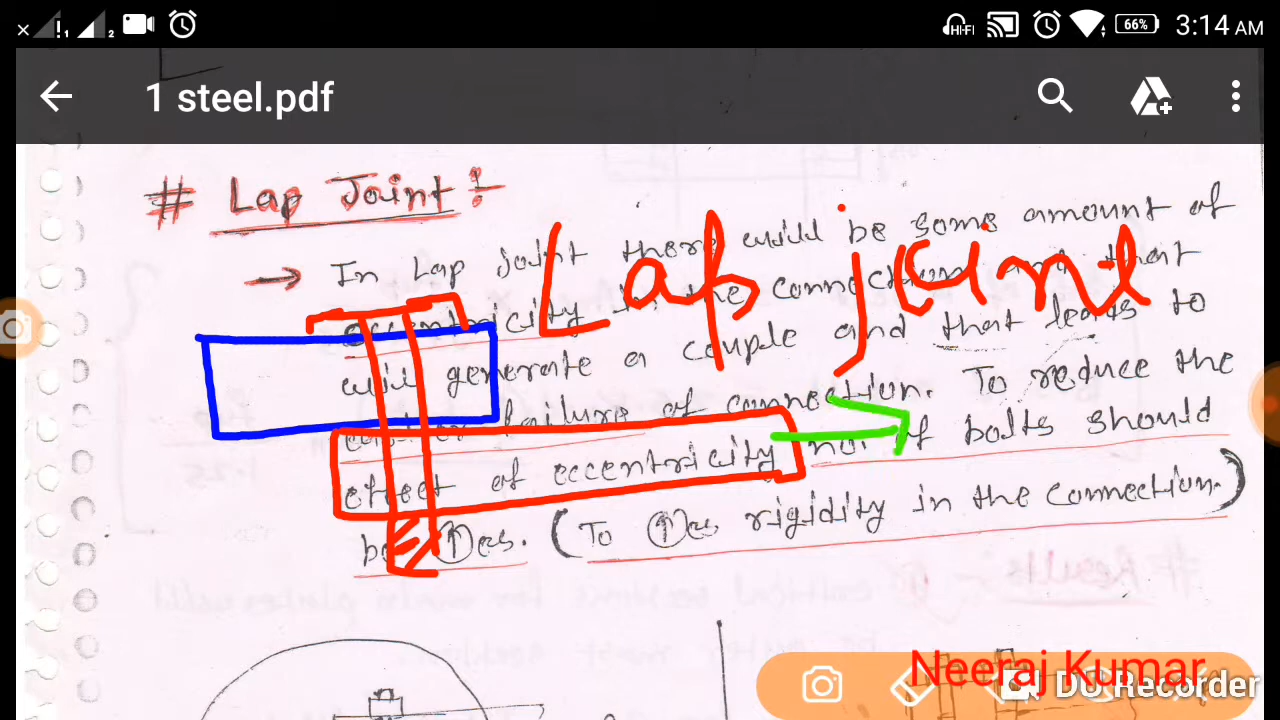 3:14 AM
66%
HI-FI
1 steel.pdf
# Lap Joint :
→ In Lap joint there will be some amount of
eccentricity in the connection and that
will generate a couple and that leads to
failure of connection. To reduce the
effect of eccentricity no. of bolts should
be ↑es. (To ↑es rigidity in the connection.)
Lap joint
# Results
Neeraj Kumar
DU Recorder